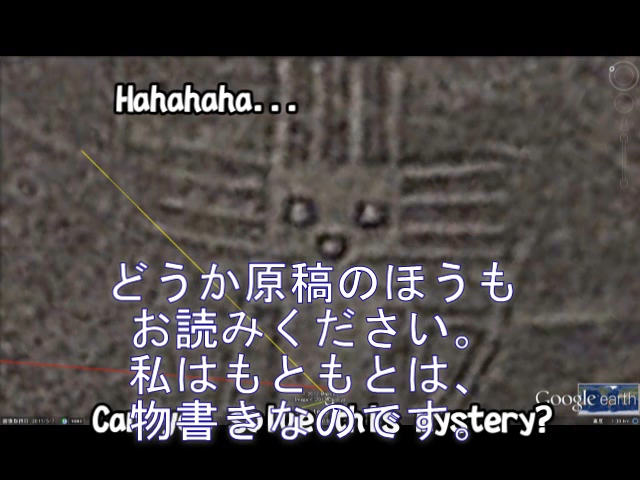 Hahahaha...
どうか原稿のほうも
お読みください。
私はもともとは、
物書きなのです。
mystery?
Google earth